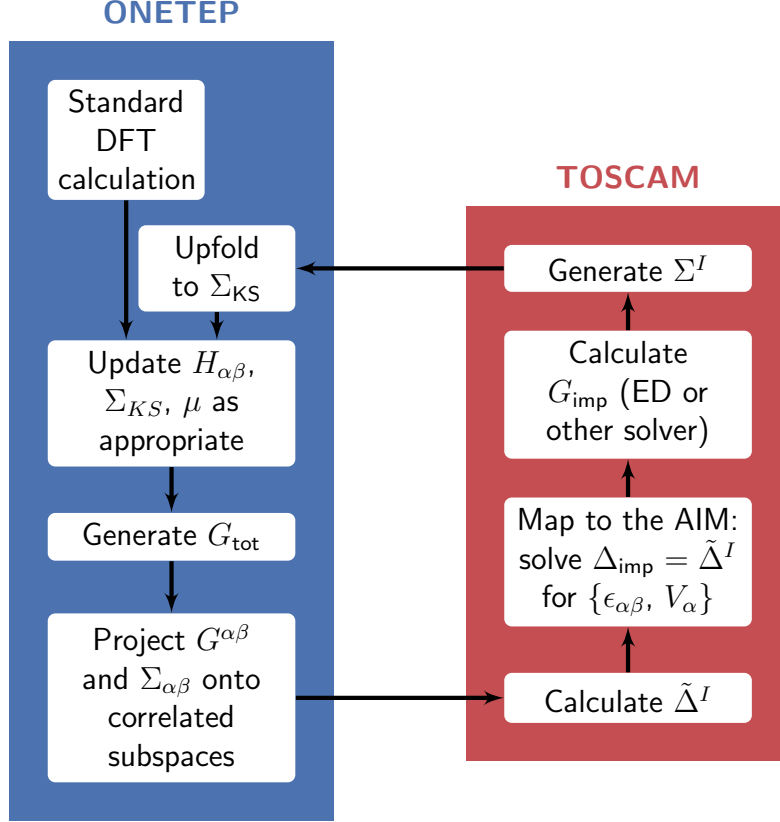 ONETEP
Standard
DFT
calculation
Upfold
to Σ_KS
Update H_αβ,
Σ_KS, μ as
appropriate
Generate G_tot
Project G^αβ
and Σ_αβ onto
correlated
subspaces
TOSCAM
Generate Σ^I
Calculate
G_imp (ED or
other solver)
Map to the AIM:
solve Δ_imp = Δ̃^I
for {ϵ_αβ, V_α}
Calculate Δ̃^I